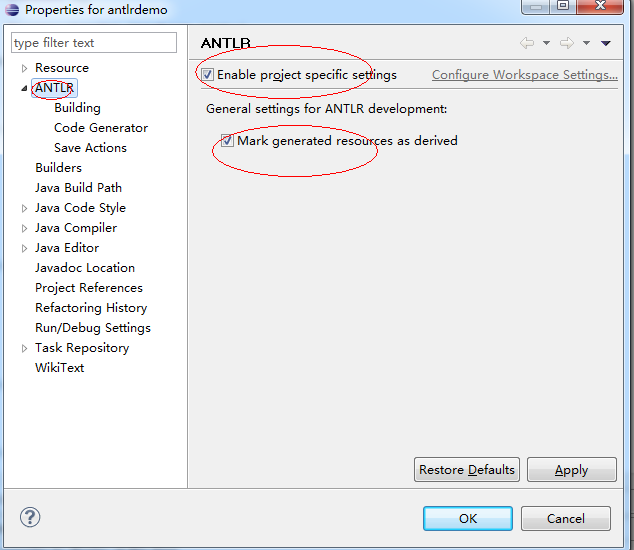 Properties for antlrdemo
type filter text
Resource
ANTLR
Building
Code Generator
Save Actions
Builders
Java Build Path
Java Code Style
Java Compiler
Java Editor
Javadoc Location
Project References
Refactoring History
Run/Debug Settings
Task Repository
WikiText
ANTLR
Enable project specific settings
Configure Workspace Settings...
General settings for ANTLR development:
Mark generated resources as derived
Restore Defaults
Apply
OK
Cancel